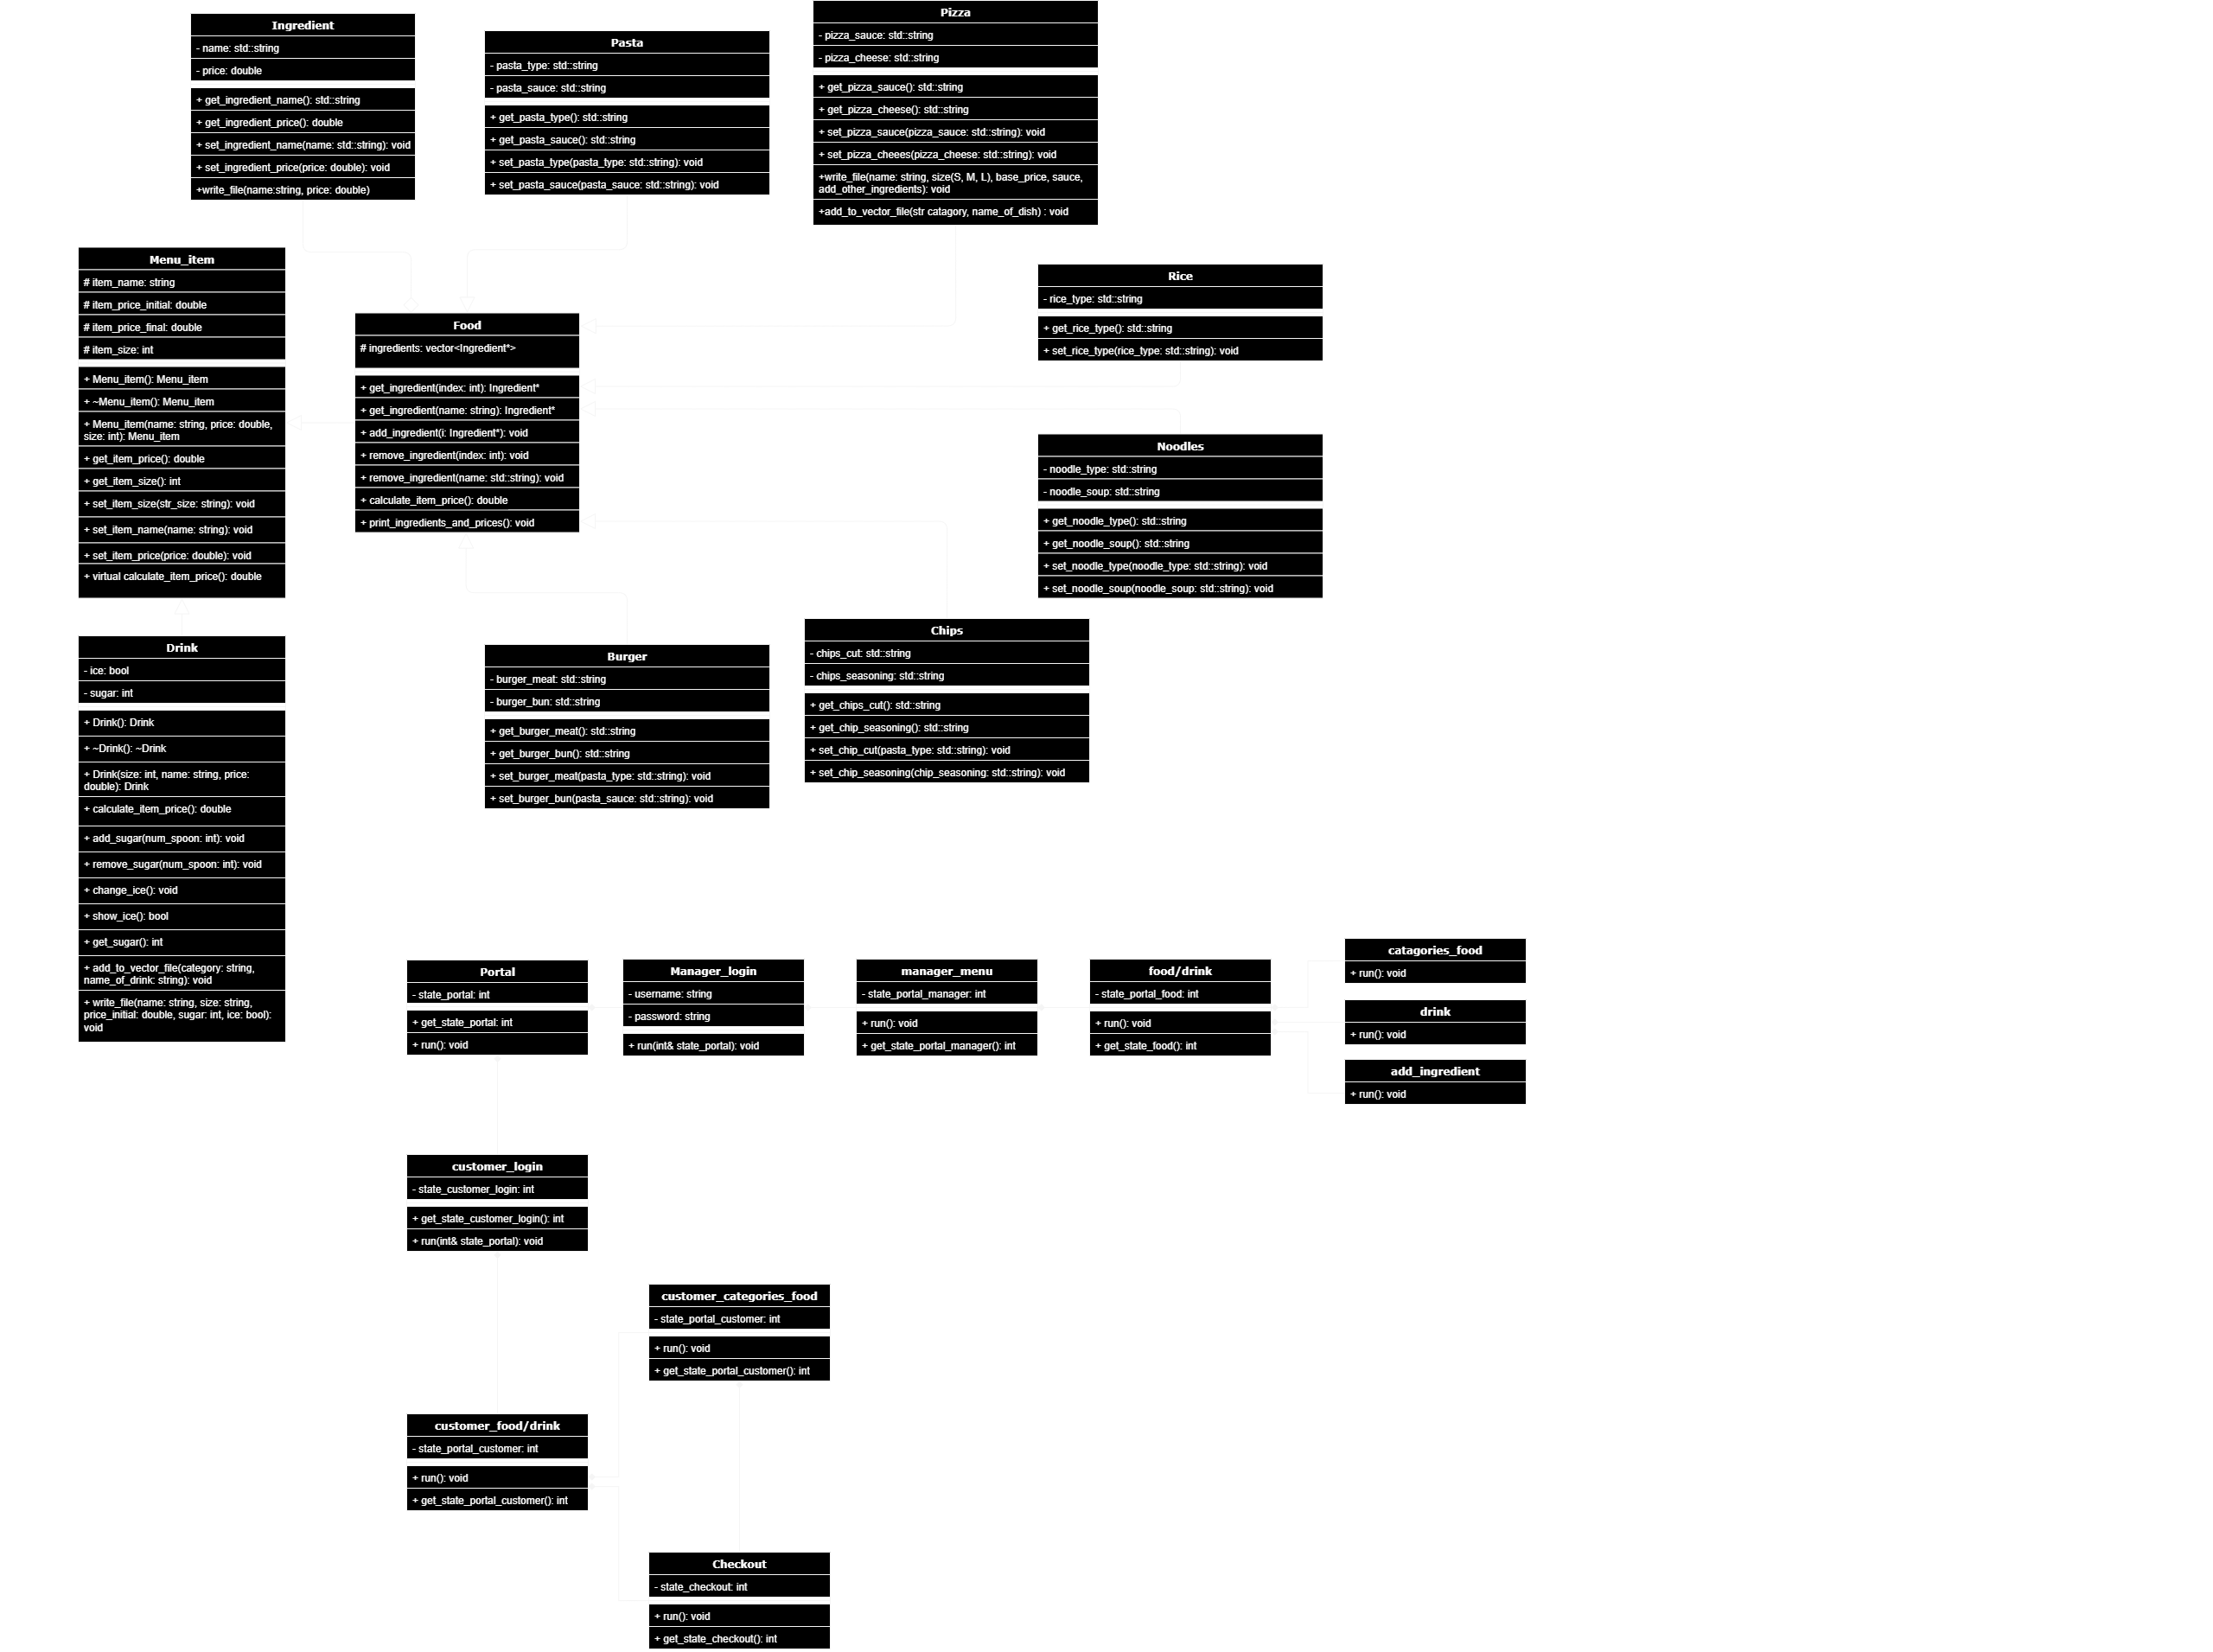 Ingredient
- name: std::string
- price: double
+ get_ingredient_name(): std::string
+ get_ingredient_price(): double
+ set_ingredient_name(name: std::string): void
+ set_ingredient_price(price: double): void
+write_file(name:string, price: double)
Pasta
- pasta_type: std::string
- pasta_sauce: std::string
+ get_pasta_type(): std::string
+ get_pasta_sauce(): std::string
+ set_pasta_type(pasta_type: std::string): void
+ set_pasta_sauce(pasta_sauce: std::string): void
Pizza
- pizza_sauce: std::string
- pizza_cheese: std::string
+ get_pizza_sauce(): std::string
+ get_pizza_cheese(): std::string
+ set_pizza_sauce(pizza_sauce: std::string): void
+ set_pizza_cheees(pizza_cheese: std::string): void
+write_file(name: string, size(S, M, L), base_price, sauce,
add_other_ingredients): void
+add_to_vector_file(str catagory, name_of_dish) : void
Menu_item
# item_name: string
# item_price_initial: double
# item_price_final: double
# item_size: int
+ Menu_item(): Menu_item
+ ~Menu_item(): Menu_item
+ Menu_item(name: string, price: double,
size: int): Menu_item
+ get_item_price(): double
+ get_item_size(): int
+ set_item_size(str_size: string): void
+ set_item_name(name: string): void
+ set_item_price(price: double): void
+ virtual calculate_item_price(): double
Food
# ingredients: vector<Ingredient*>
+ get_ingredient(index: int): Ingredient*
+ get_ingredient(name: string): Ingredient*
+ add_ingredient(i: Ingredient*): void
+ remove_ingredient(index: int): void
+ remove_ingredient(name: std::string): void
+ calculate_item_price(): double
+ print_ingredients_and_prices(): void
Rice
- rice_type: std::string
+ get_rice_type(): std::string
+ set_rice_type(rice_type: std::string): void
Noodles
- noodle_type: std::string
- noodle_soup: std::string
+ get_noodle_type(): std::string
+ get_noodle_soup(): std::string
+ set_noodle_type(noodle_type: std::string): void
+ set_noodle_soup(noodle_soup: std::string): void
Drink
- ice: bool
- sugar: int
+ Drink(): Drink
+ ~Drink(): ~Drink
+ Drink(size: int, name: string, price:
double): Drink
+ calculate_item_price(): double
+ add_sugar(num_spoon: int): void
+ remove_sugar(num_spoon: int): void
+ change_ice(): void
+ show_ice(): bool
+ get_sugar(): int
+ add_to_vector_file(category: string,
name_of_drink: string): void
+ write_file(name: string, size: string,
price_initial: double, sugar: int, ice: bool):
void
Burger
- burger_meat: std::string
- burger_bun: std::string
+ get_burger_meat(): std::string
+ get_burger_bun(): std::string
+ set_burger_meat(pasta_type: std::string): void
+ set_burger_bun(pasta_sauce: std::string): void
Chips
- chips_cut: std::string
- chips_seasoning: std::string
+ get_chips_cut(): std::string
+ get_chip_seasoning(): std::string
+ set_chip_cut(pasta_type: std::string): void
+ set_chip_seasoning(chip_seasoning: std::string): void
Portal
- state_portal: int
+ get_state_portal: int
+ run(): void
Manager_login
- username: string
- password: string
+ run(int& state_portal): void
manager_menu
- state_portal_manager: int
+ run(): void
+ get_state_portal_manager(): int
food/drink
- state_portal_food: int
+ run(): void
+ get_state_food(): int
catagories_food
+ run(): void
drink
+ run(): void
add_ingredient
+ run(): void
customer_login
- state_customer_login: int
+ get_state_customer_login(): int
+ run(int& state_portal): void
customer_categories_food
- state_portal_customer: int
+ run(): void
+ get_state_portal_customer(): int
customer_food/drink
- state_portal_customer: int
+ run(): void
+ get_state_portal_customer(): int
Checkout
- state_checkout: int
+ run(): void
+ get_state_checkout(): int